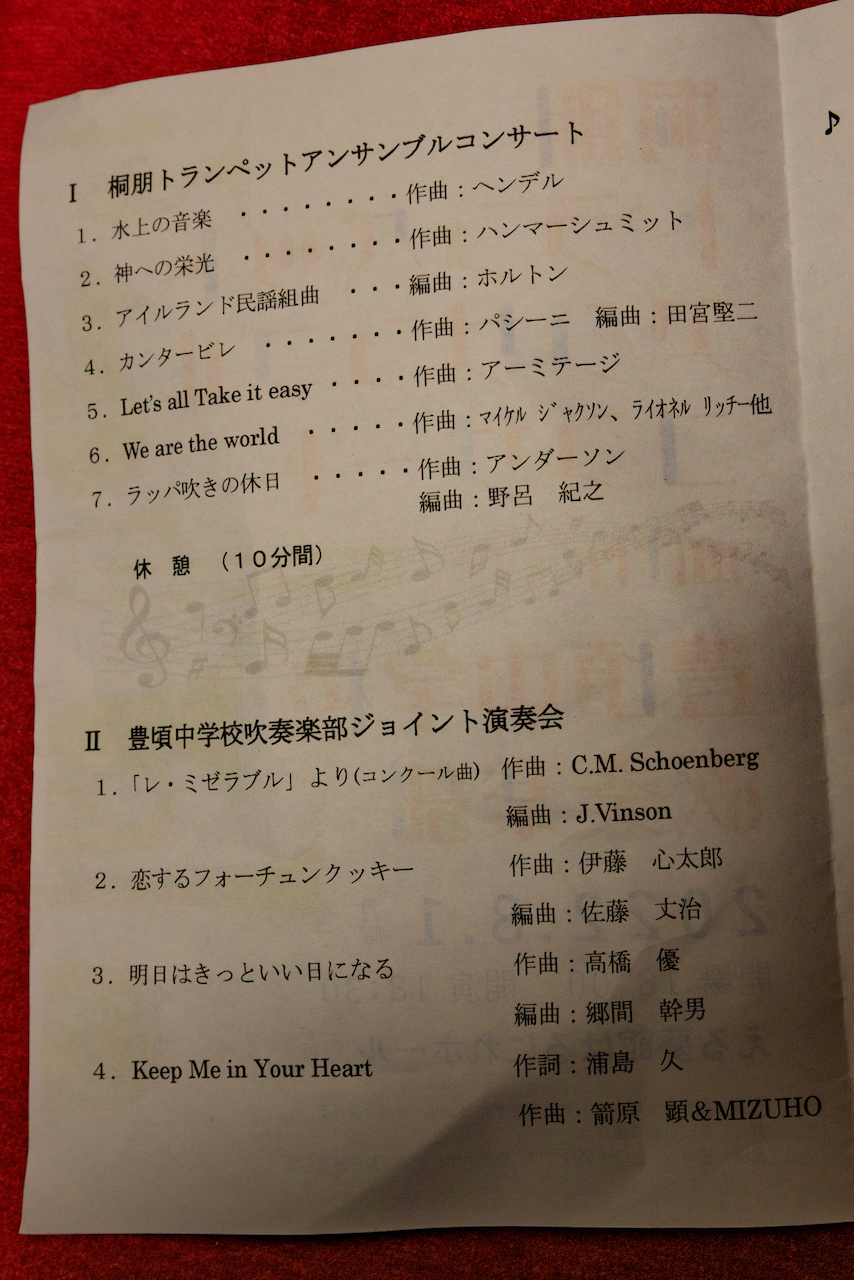 ♪
Ⅰ 桐朋トランペットアンサンブルコンサート
1. 水上の音楽 ・・・・・・・・作曲：ヘンデル
2. 神への栄光 ・・・・・・・・作曲：ハンマーシュミット
3. アイルランド民謡組曲 ・・・編曲：ホルトン
4. カンタービレ ・・・・・・・作曲：パシーニ 編曲：田宮堅二
5. Let's all Take it easy ・・・・作曲：アーミテージ
6. We are the world ・・・・・作曲：マイケル ジャクソン、ライオネル リッチー他
7. ラッパ吹きの休日 ・・・・・作曲：アンダーソン
編曲：野呂 紀之
休 憩 （１０分間）
Ⅱ 豊頃中学校吹奏楽部ジョイント演奏会
1.「レ・ミゼラブル」より(コンクール曲) 作曲：C.M. Schoenberg
編曲：J.Vinson
2. 恋するフォーチュンクッキー 作曲：伊藤 心太郎
編曲：佐藤 丈治
3. 明日はきっといい日になる 作曲：高橋 優
編曲：郷間 幹男
4. Keep Me in Your Heart 作詞：浦島 久
作曲：箭原 顕＆MIZUHO